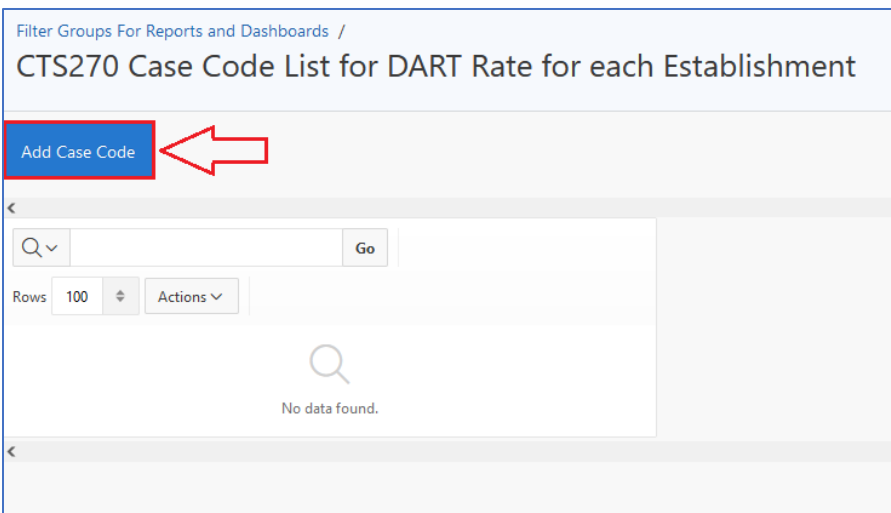 Filter Groups For Reports and Dashboards /
CTS270 Case Code List for DART Rate for each Establishment
Add Case Code
Go
Rows 100 Actions
No data found.